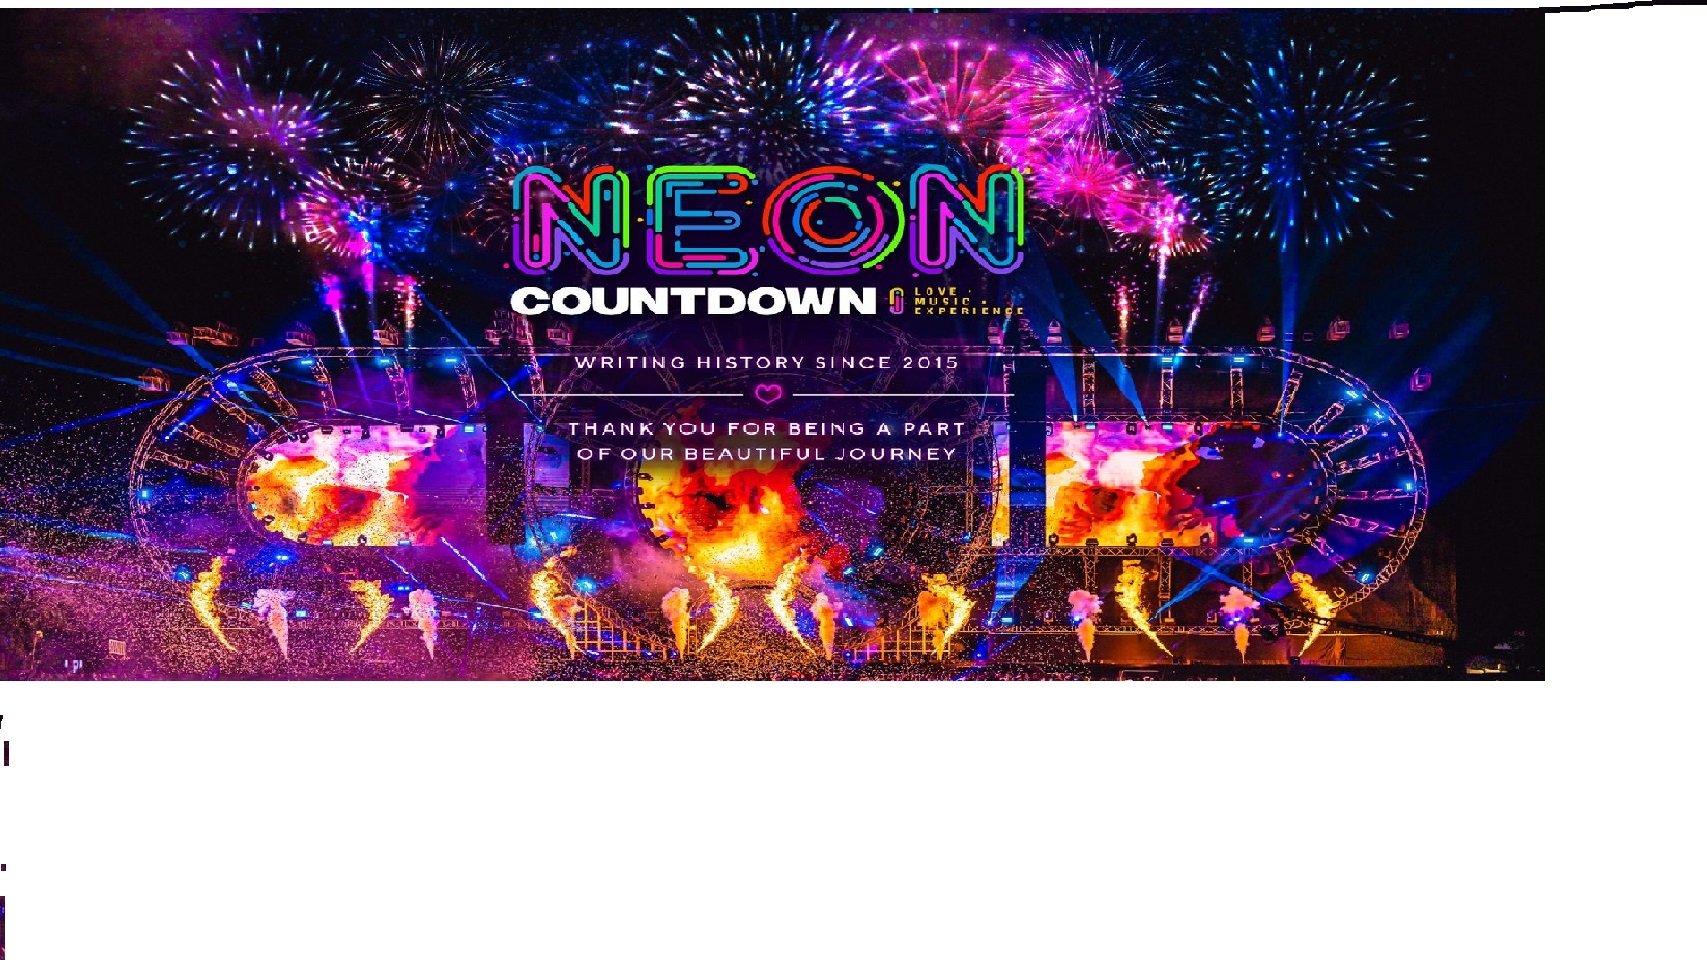 NEON
COUNTDOWN
LOVE ·
MUSIC ·
EXPERIENCE
WRITING HISTORY SINCE 2015
THANK YOU FOR BEING A PART
OF OUR BEAUTIFUL JOURNEY